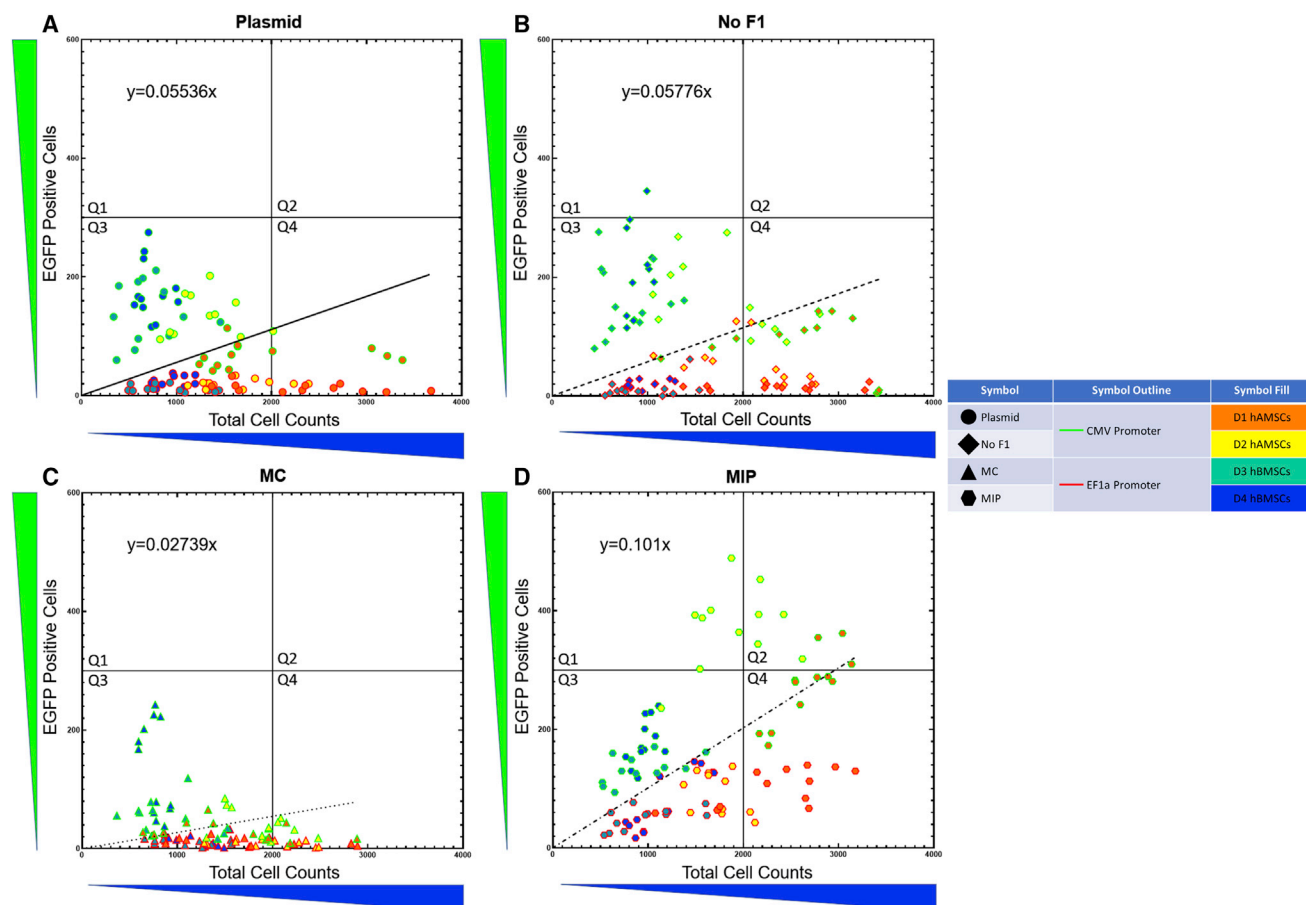 A Plasmid
600
y=0.05536x
400
EGFP Positive Cells
Q1 Q2
Q3 Q4
200
0
0 1000 2000 3000 4000
Total Cell Counts
B No F1
600
y=0.05776x
400
EGFP Positive Cells
Q1 Q2
Q3 Q4
200
0
0 1000 2000 3000 4000
Total Cell Counts
C MC
600
y=0.02739x
400
EGFP Positive Cells
Q1 Q2
Q3 Q4
200
0
0 1000 2000 3000 4000
Total Cell Counts
D MIP
600
y=0.101x
400
EGFP Positive Cells
Q1 Q2
Q3 Q4
200
0
0 1000 2000 3000 4000
Total Cell Counts
Symbol Symbol Outline Symbol Fill
Plasmid CMV Promoter D1 hAMSCs
No F1 D2 hAMSCs
MC EF1a Promoter D3 hBMSCs
MIP D4 hBMSCs